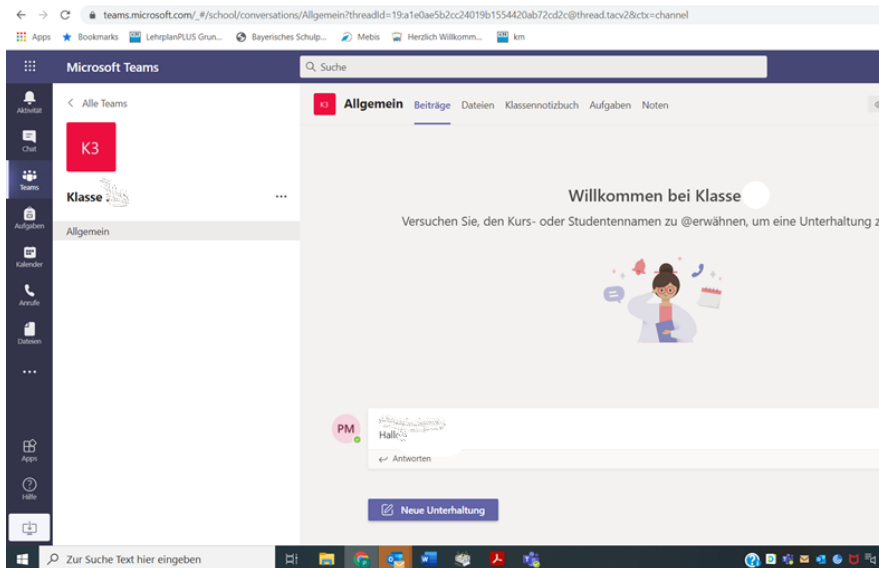 teams.microsoft.com/_#/school/conversations/Allgemein?threadId=19:a1e0ae5b2cc24019b1554420ab72cd2c@thread.tacv2&ctx=channel
Apps Bookmarks LehrplanPLUS Grun... Bayerisches Schulp... Mebis Herzlich Willkomm... km
Microsoft Teams
Suche
Aktivität
Chat
Teams
Aufgaben
Kalender
Anrufe
Dateien
Apps
Hilfe
Alle Teams
K3
Klasse
Allgemein
K3 Allgemein Beiträge Dateien Klassennotizbuch Aufgaben Noten
Willkommen bei Klasse
Versuchen Sie, den Kurs- oder Studentennamen zu @erwähnen, um eine Unterhaltung z
PM
Hallo
Antworten
Neue Unterhaltung
Zur Suche Text hier eingeben